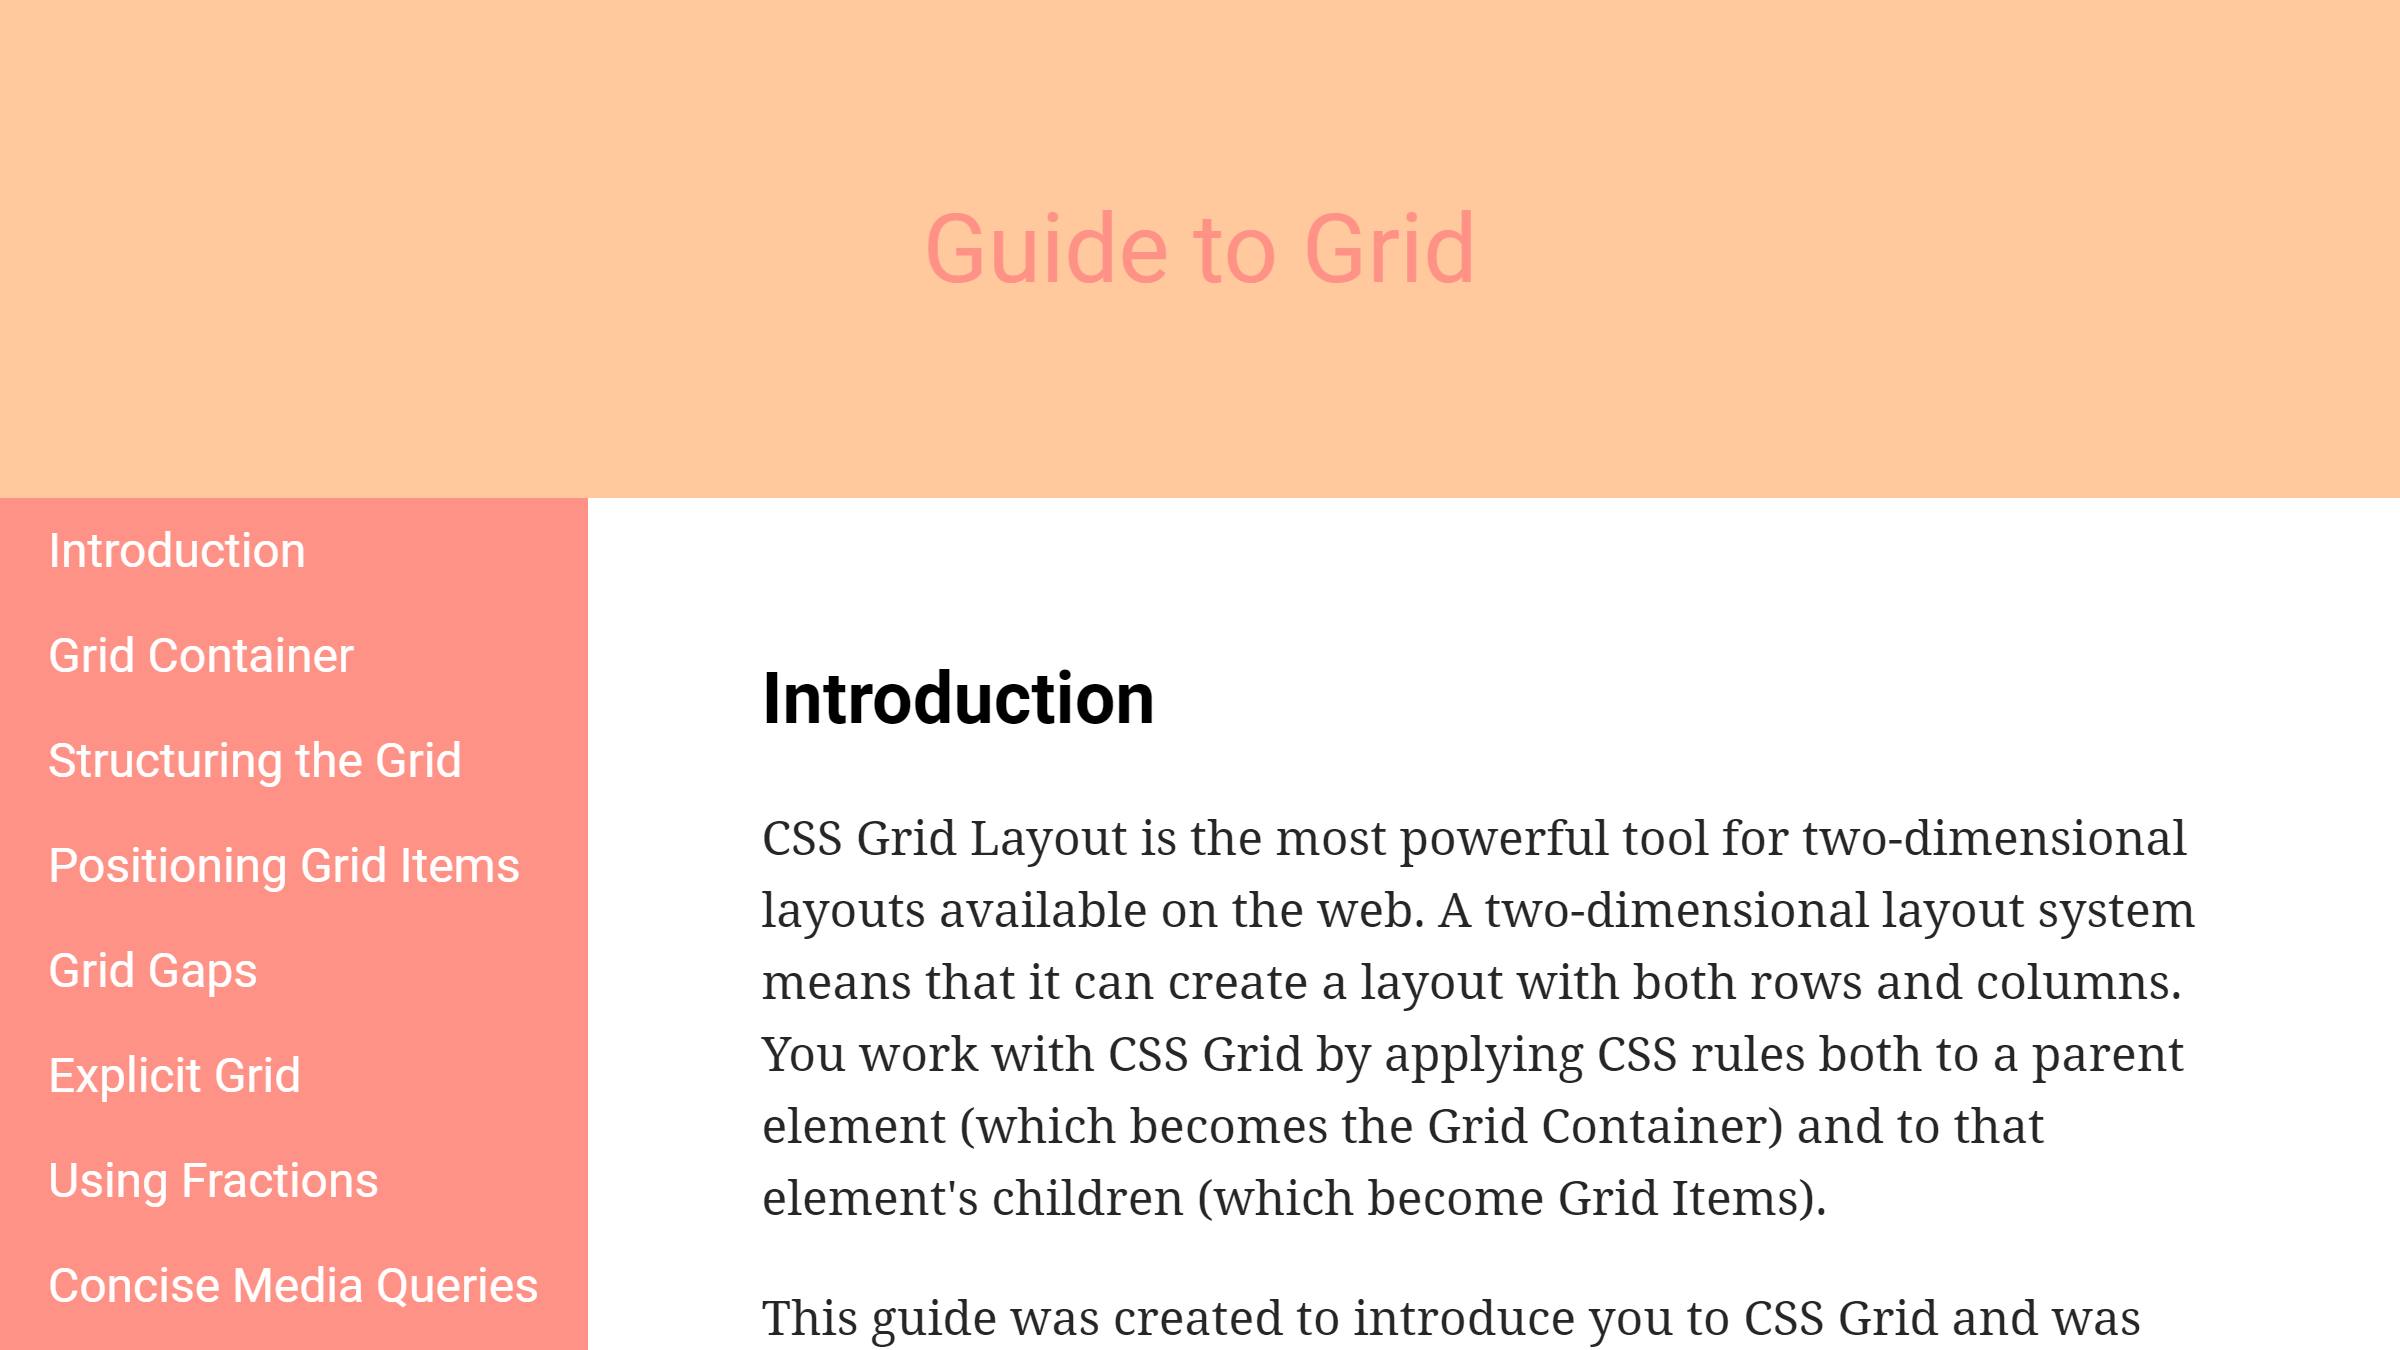 Guide to Grid
Introduction
Grid Container
Structuring the Grid
Positioning Grid Items
Grid Gaps
Explicit Grid
Using Fractions
Concise Media Queries
Introduction
CSS Grid Layout is the most powerful tool for two-dimensional
layouts available on the web. A two-dimensional layout system
means that it can create a layout with both rows and columns.
You work with CSS Grid by applying CSS rules both to a parent
element (which becomes the Grid Container) and to that
element's children (which become Grid Items).
This guide was created to introduce you to CSS Grid and was